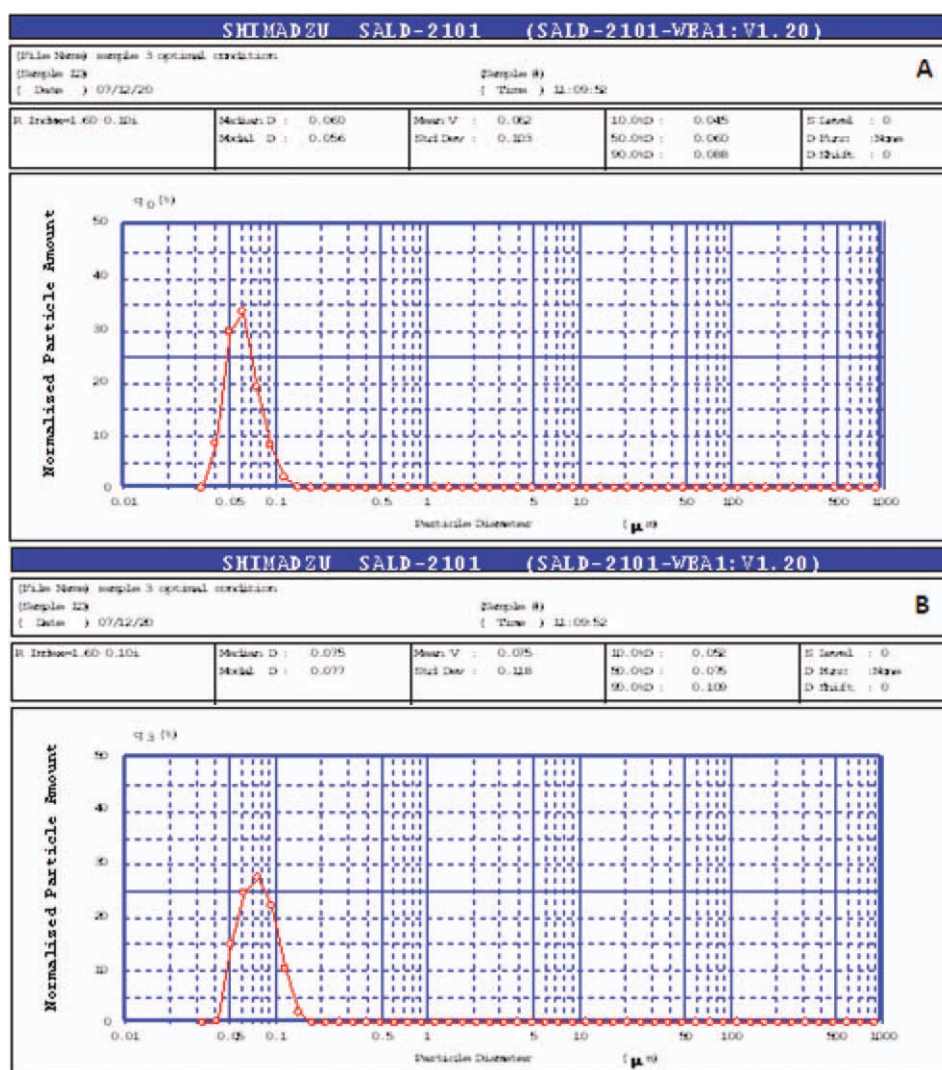 SHIMADZU SALD-2101 (SALD-2101-WEA1:V1.20)
(File Name) sample 3 optimal condition
(Sample ID) (Sample #)
( Date ) 07/12/20 ( Time ) 11:09:52
A
R Index=1.60-0.10i
Median D : 0.060
Modal D : 0.056
Mean V : 0.062
Std Dev : 0.103
10.0%D : 0.045
50.0%D : 0.060
90.0%D : 0.088
S Level : 0
D Func :None
D Shift : 0
q 0 (%)
Normalized Particle Amount
50
40
30
20
10
0
0.01 0.05 0.1 0.5 1 5 10 50 100 500 1000
Particle Diameter (μm)
SHIMADZU SALD-2101 (SALD-2101-WEA1:V1.20)
(File Name) sample 3 optimal condition
(Sample ID) (Sample #)
( Date ) 07/12/20 ( Time ) 11:09:52
B
R Index=1.60-0.10i
Median D : 0.075
Modal D : 0.077
Mean V : 0.075
Std Dev : 0.118
10.0%D : 0.052
50.0%D : 0.075
90.0%D : 0.109
S Level : 0
D Func :None
D Shift : 0
q 3 (%)
Normalized Particle Amount
50
40
30
20
10
0
0.01 0.05 0.1 0.5 1 5 10 50 100 500 1000
Particle Diameter (μm)